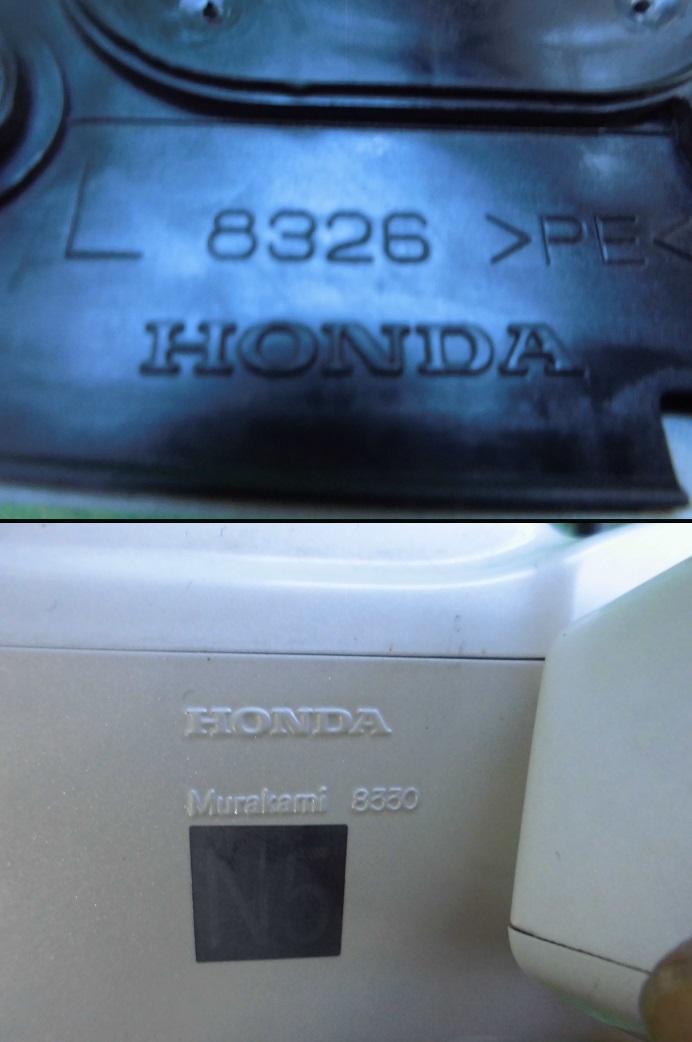 L 8326 >PE<
HONDA
HONDA
Murakami 8330
N5